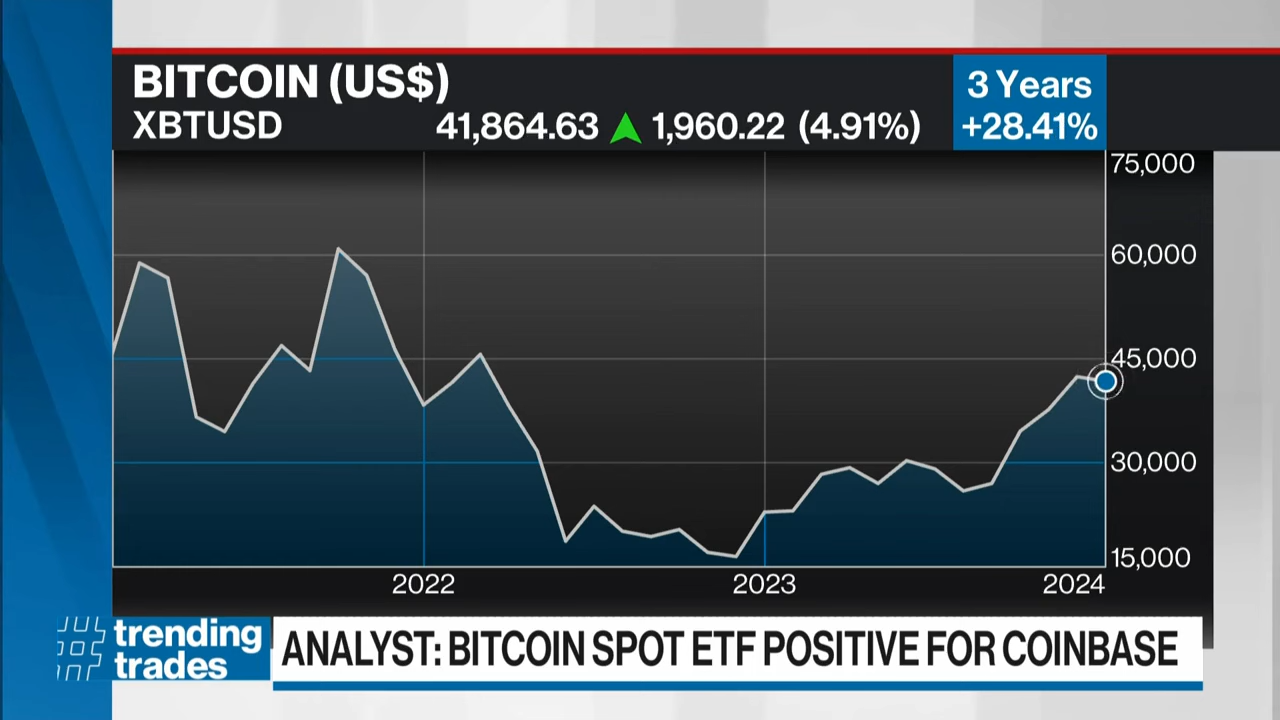 BITCOIN (US$)
XBTUSD 41,864.63 1,960.22 (4.91%)
3 Years
+28.41%
75,000
60,000
45,000
30,000
15,000
2022 2023 2024
trending
trades
ANALYST: BITCOIN SPOT ETF POSITIVE FOR COINBASE